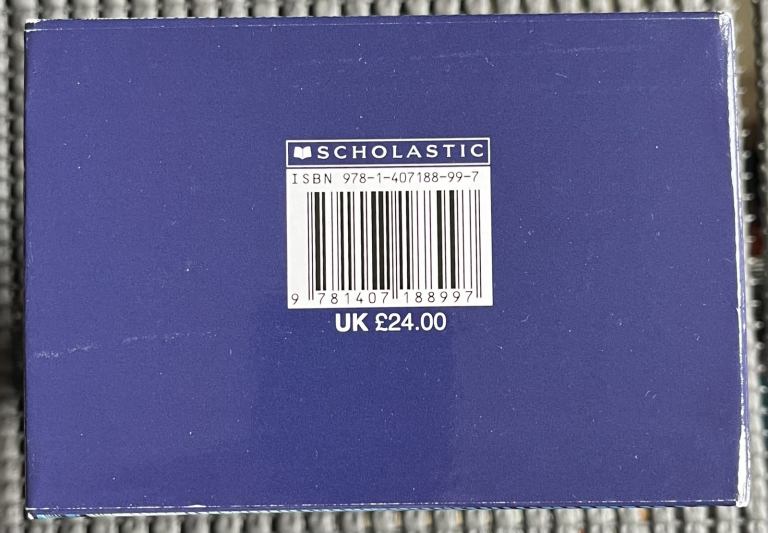 SCHOLASTIC
ISBN 978-1-407188-99-7
9 781407 188997
UK £24.00